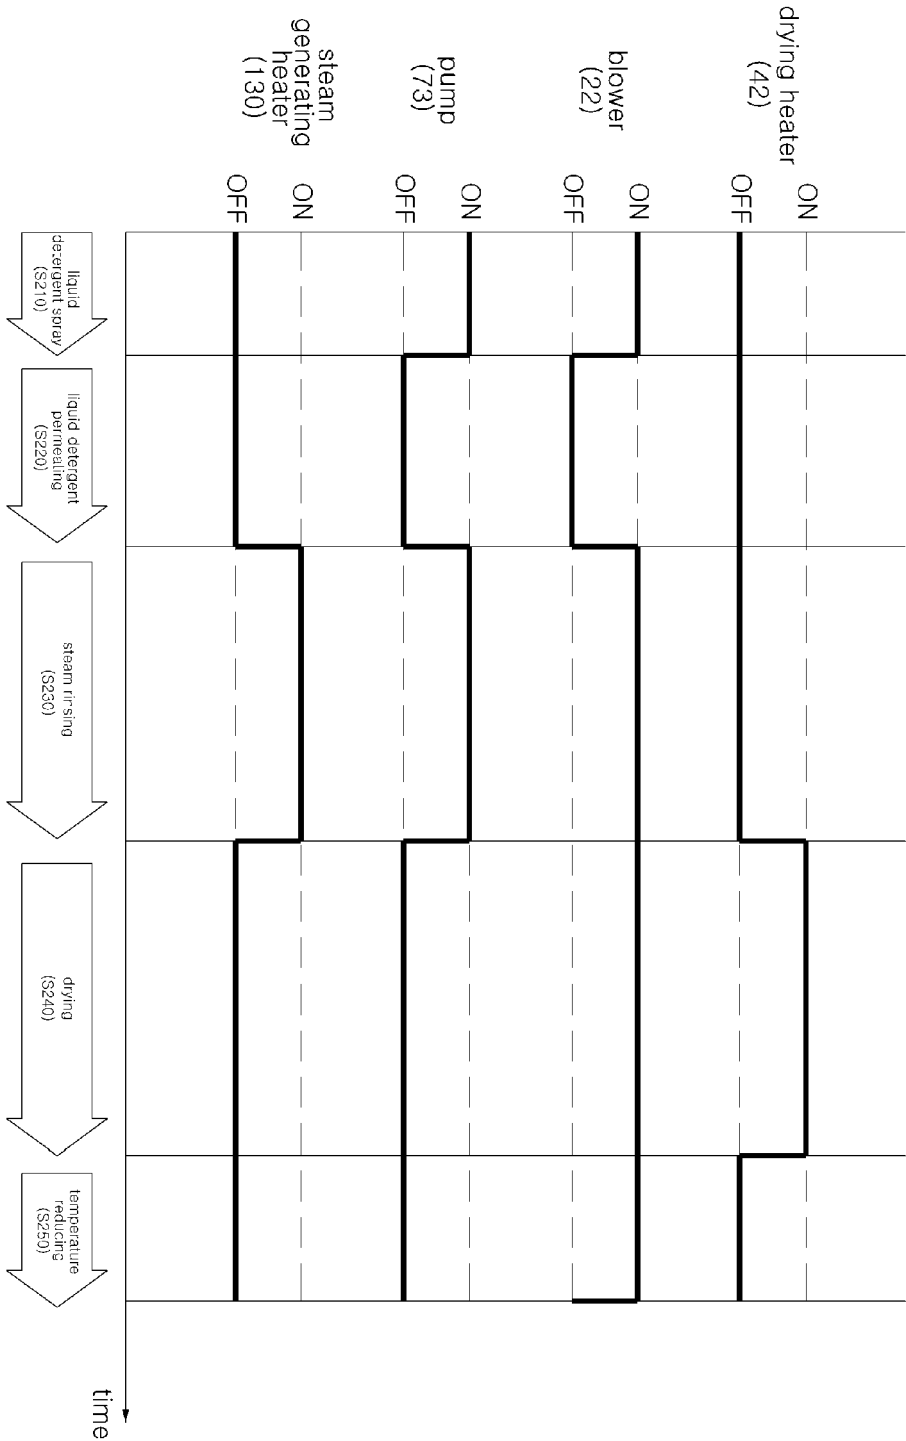 drying heater
(42)
ON
OFF
blower
(22)
ON
OFF
pump
(73)
ON
OFF
steam
generating
heater
(130)
ON
OFF
time
liquid
detergent spray
(S210)
liquid detergent
permeating
(S220)
steam rinsing
(S230)
drying
(S240)
temperature
reducing
(S250)